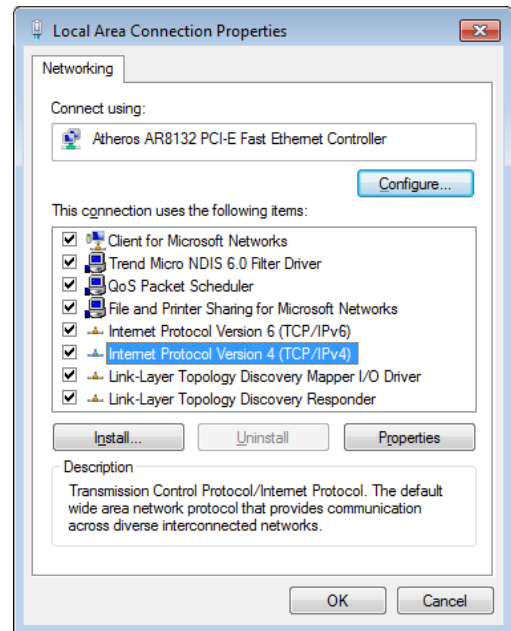 Local Area Connection Properties
Networking
Connect using:
Atheros AR8132 PCI-E Fast Ethernet Controller
Configure...
This connection uses the following items:
Client for Microsoft Networks
Trend Micro NDIS 6.0 Filter Driver
QoS Packet Scheduler
File and Printer Sharing for Microsoft Networks
Internet Protocol Version 6 (TCP/IPv6)
Internet Protocol Version 4 (TCP/IPv4)
Link-Layer Topology Discovery Mapper I/O Driver
Link-Layer Topology Discovery Responder
Install... Uninstall Properties
Description
Transmission Control Protocol/Internet Protocol. The default
wide area network protocol that provides communication
across diverse interconnected networks.
OK Cancel